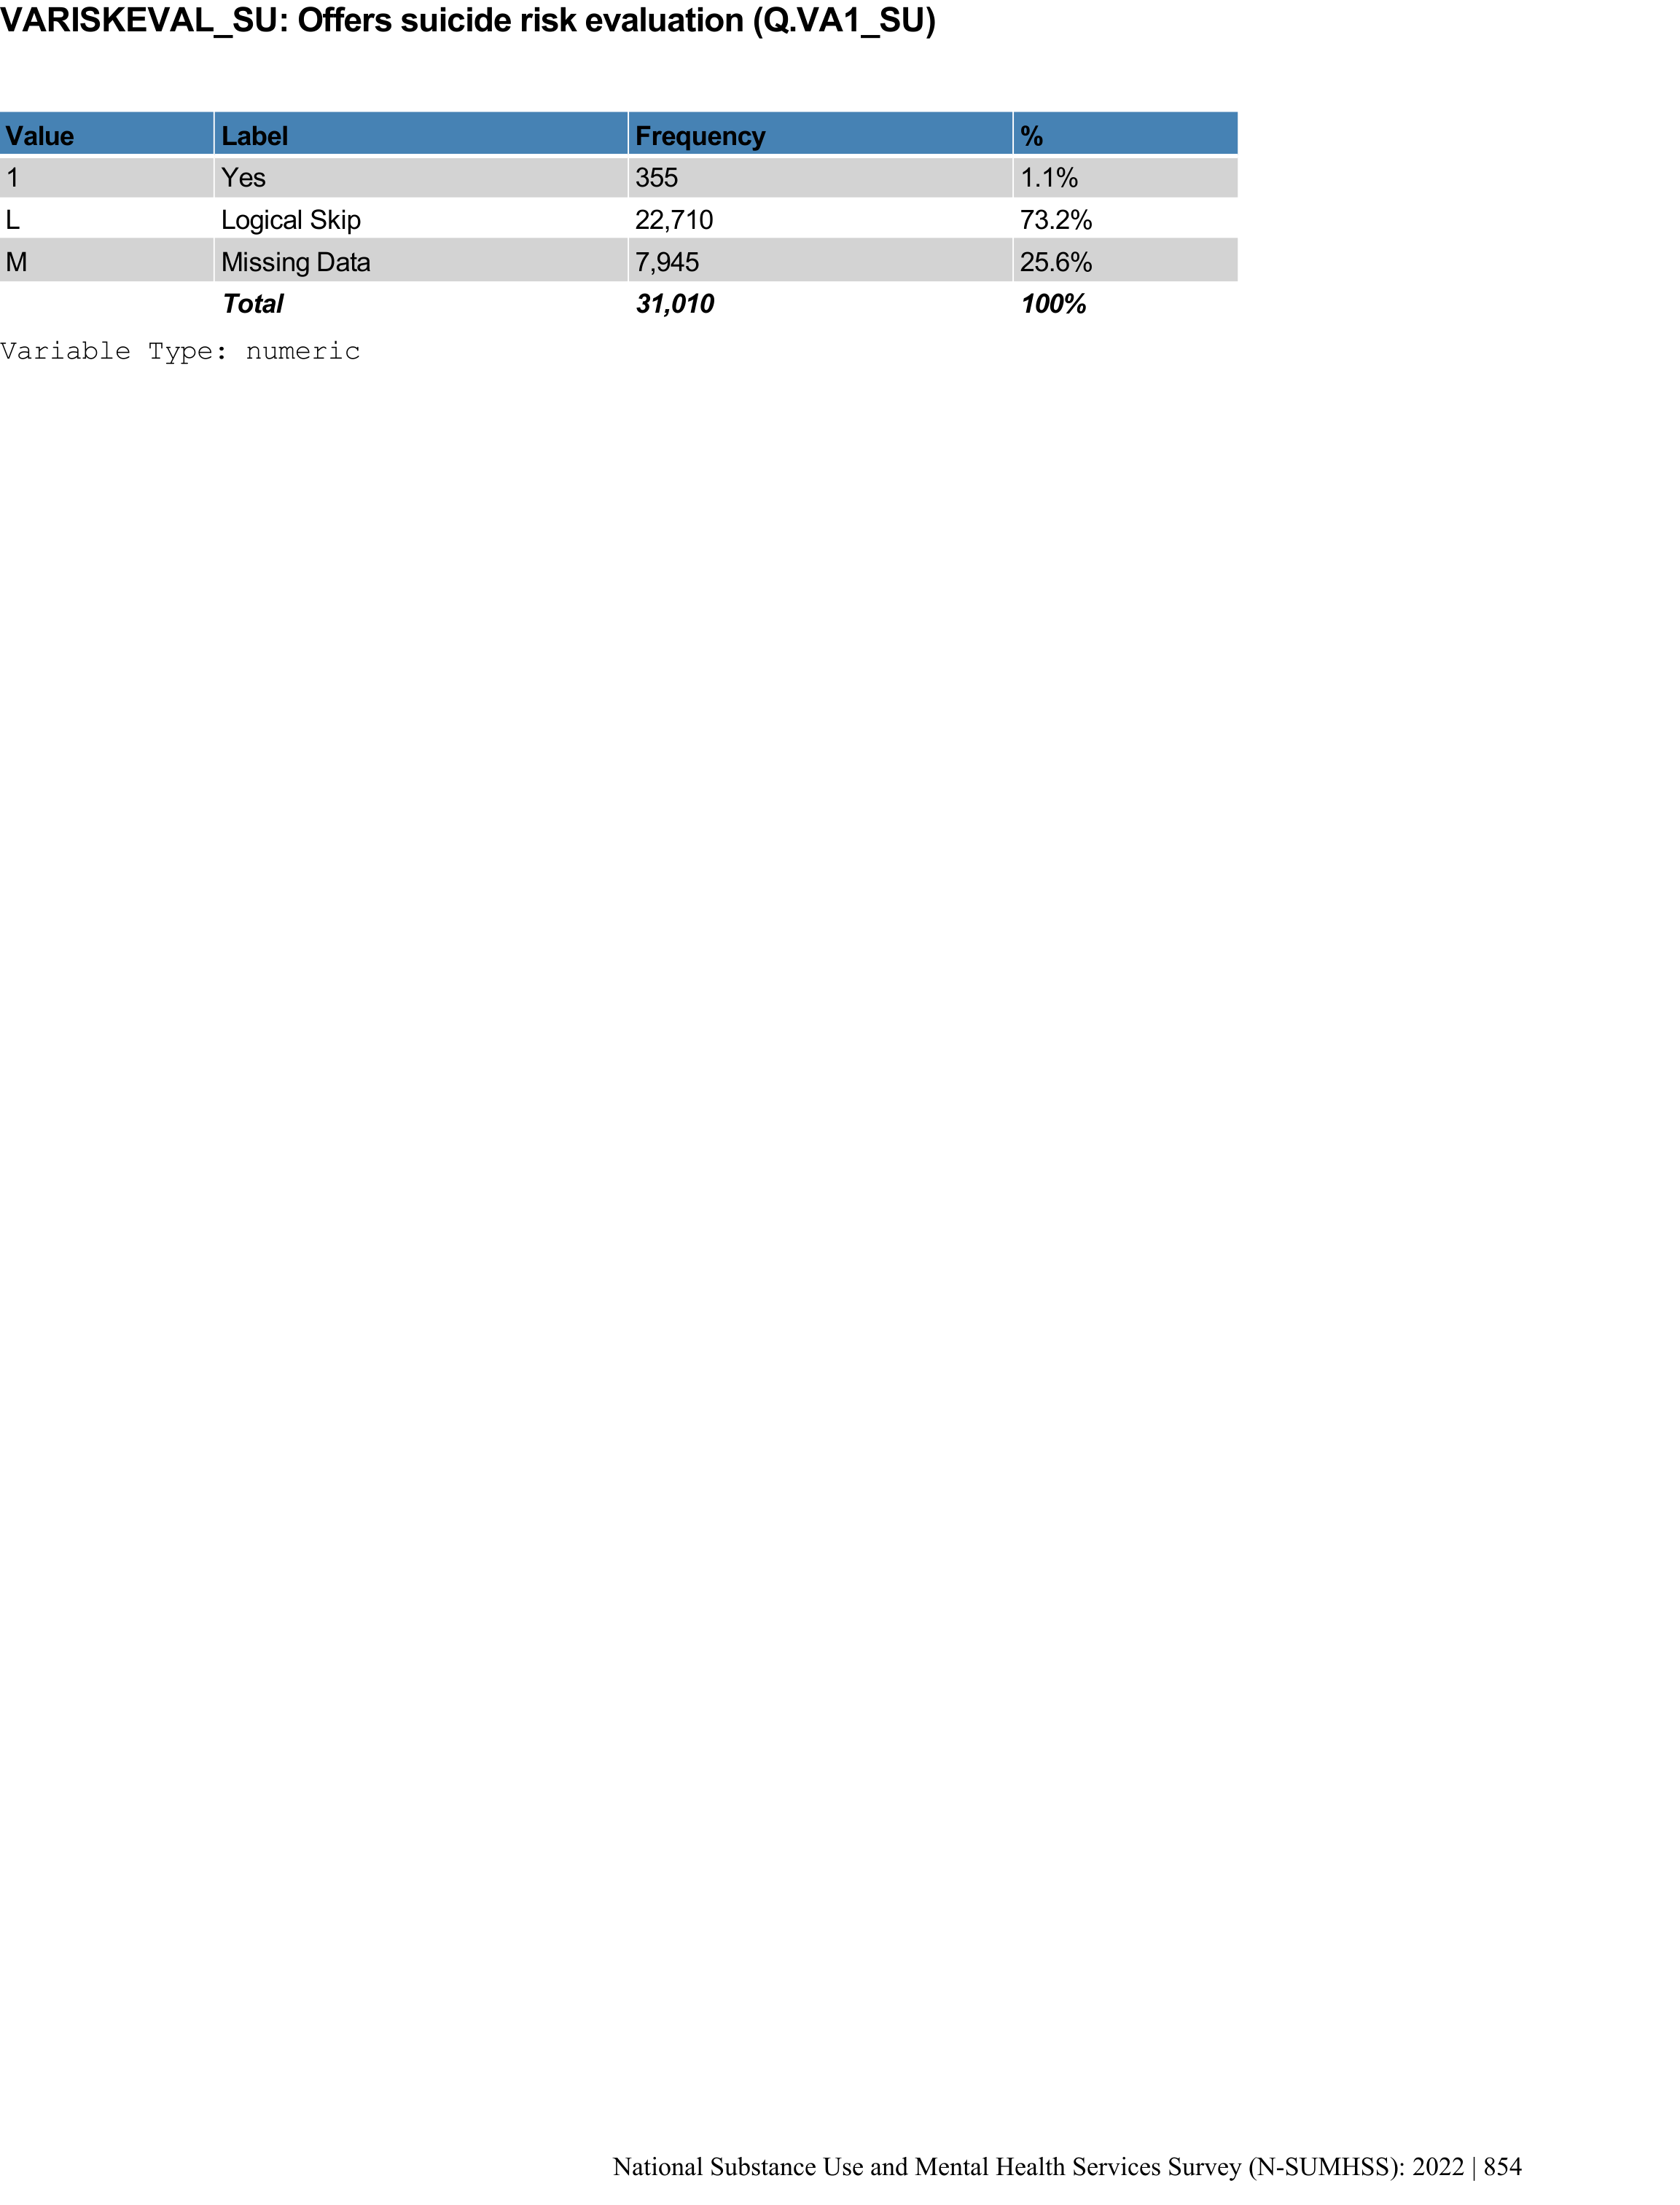 VARISKEVAL_SU: Offers suicide risk evaluation (Q.VA1_SU)
Value Label Frequency %
1 Yes 355 1.1%
L Logical Skip 22,710 73.2%
M Missing Data 7,945 25.6%
Total 31,010 100%
Variable Type: numeric
National Substance Use and Mental Health Services Survey (N-SUMHSS): 2022 | 854